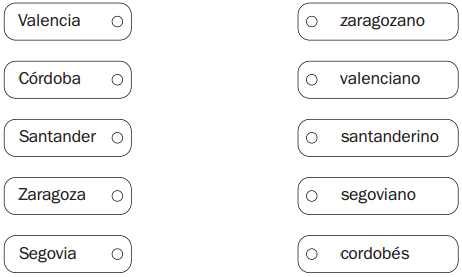 Valencia
zaragozano
Córdoba
valenciano
Santander
santanderino
Zaragoza
segoviano
Segovia
cordobés